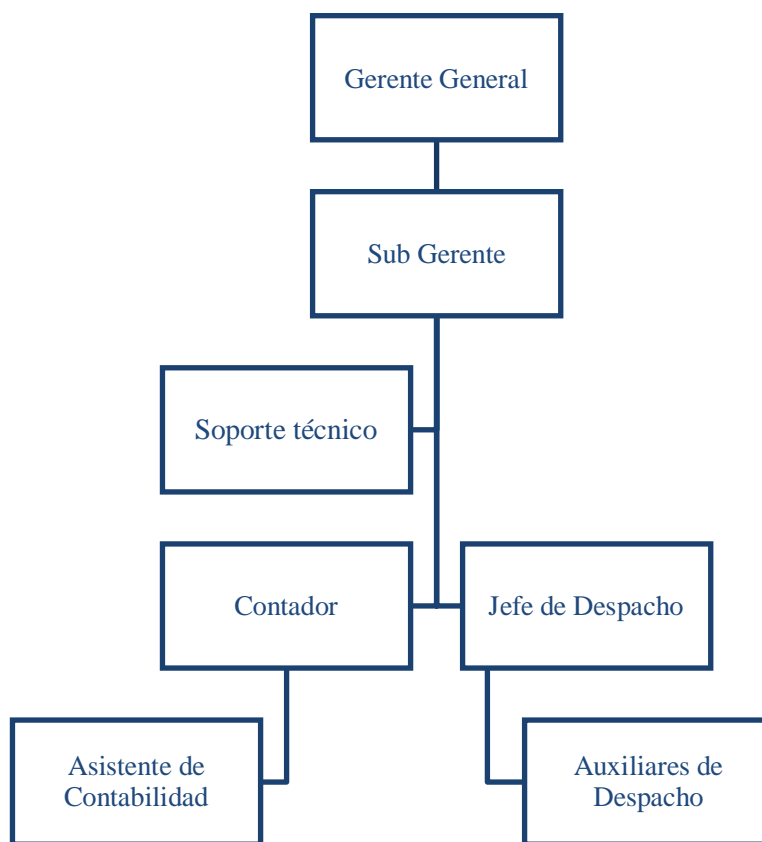 Gerente General
Sub Gerente
Soporte técnico
Contador
Jefe de Despacho
Asistente de
Contabilidad
Auxiliares de
Despacho